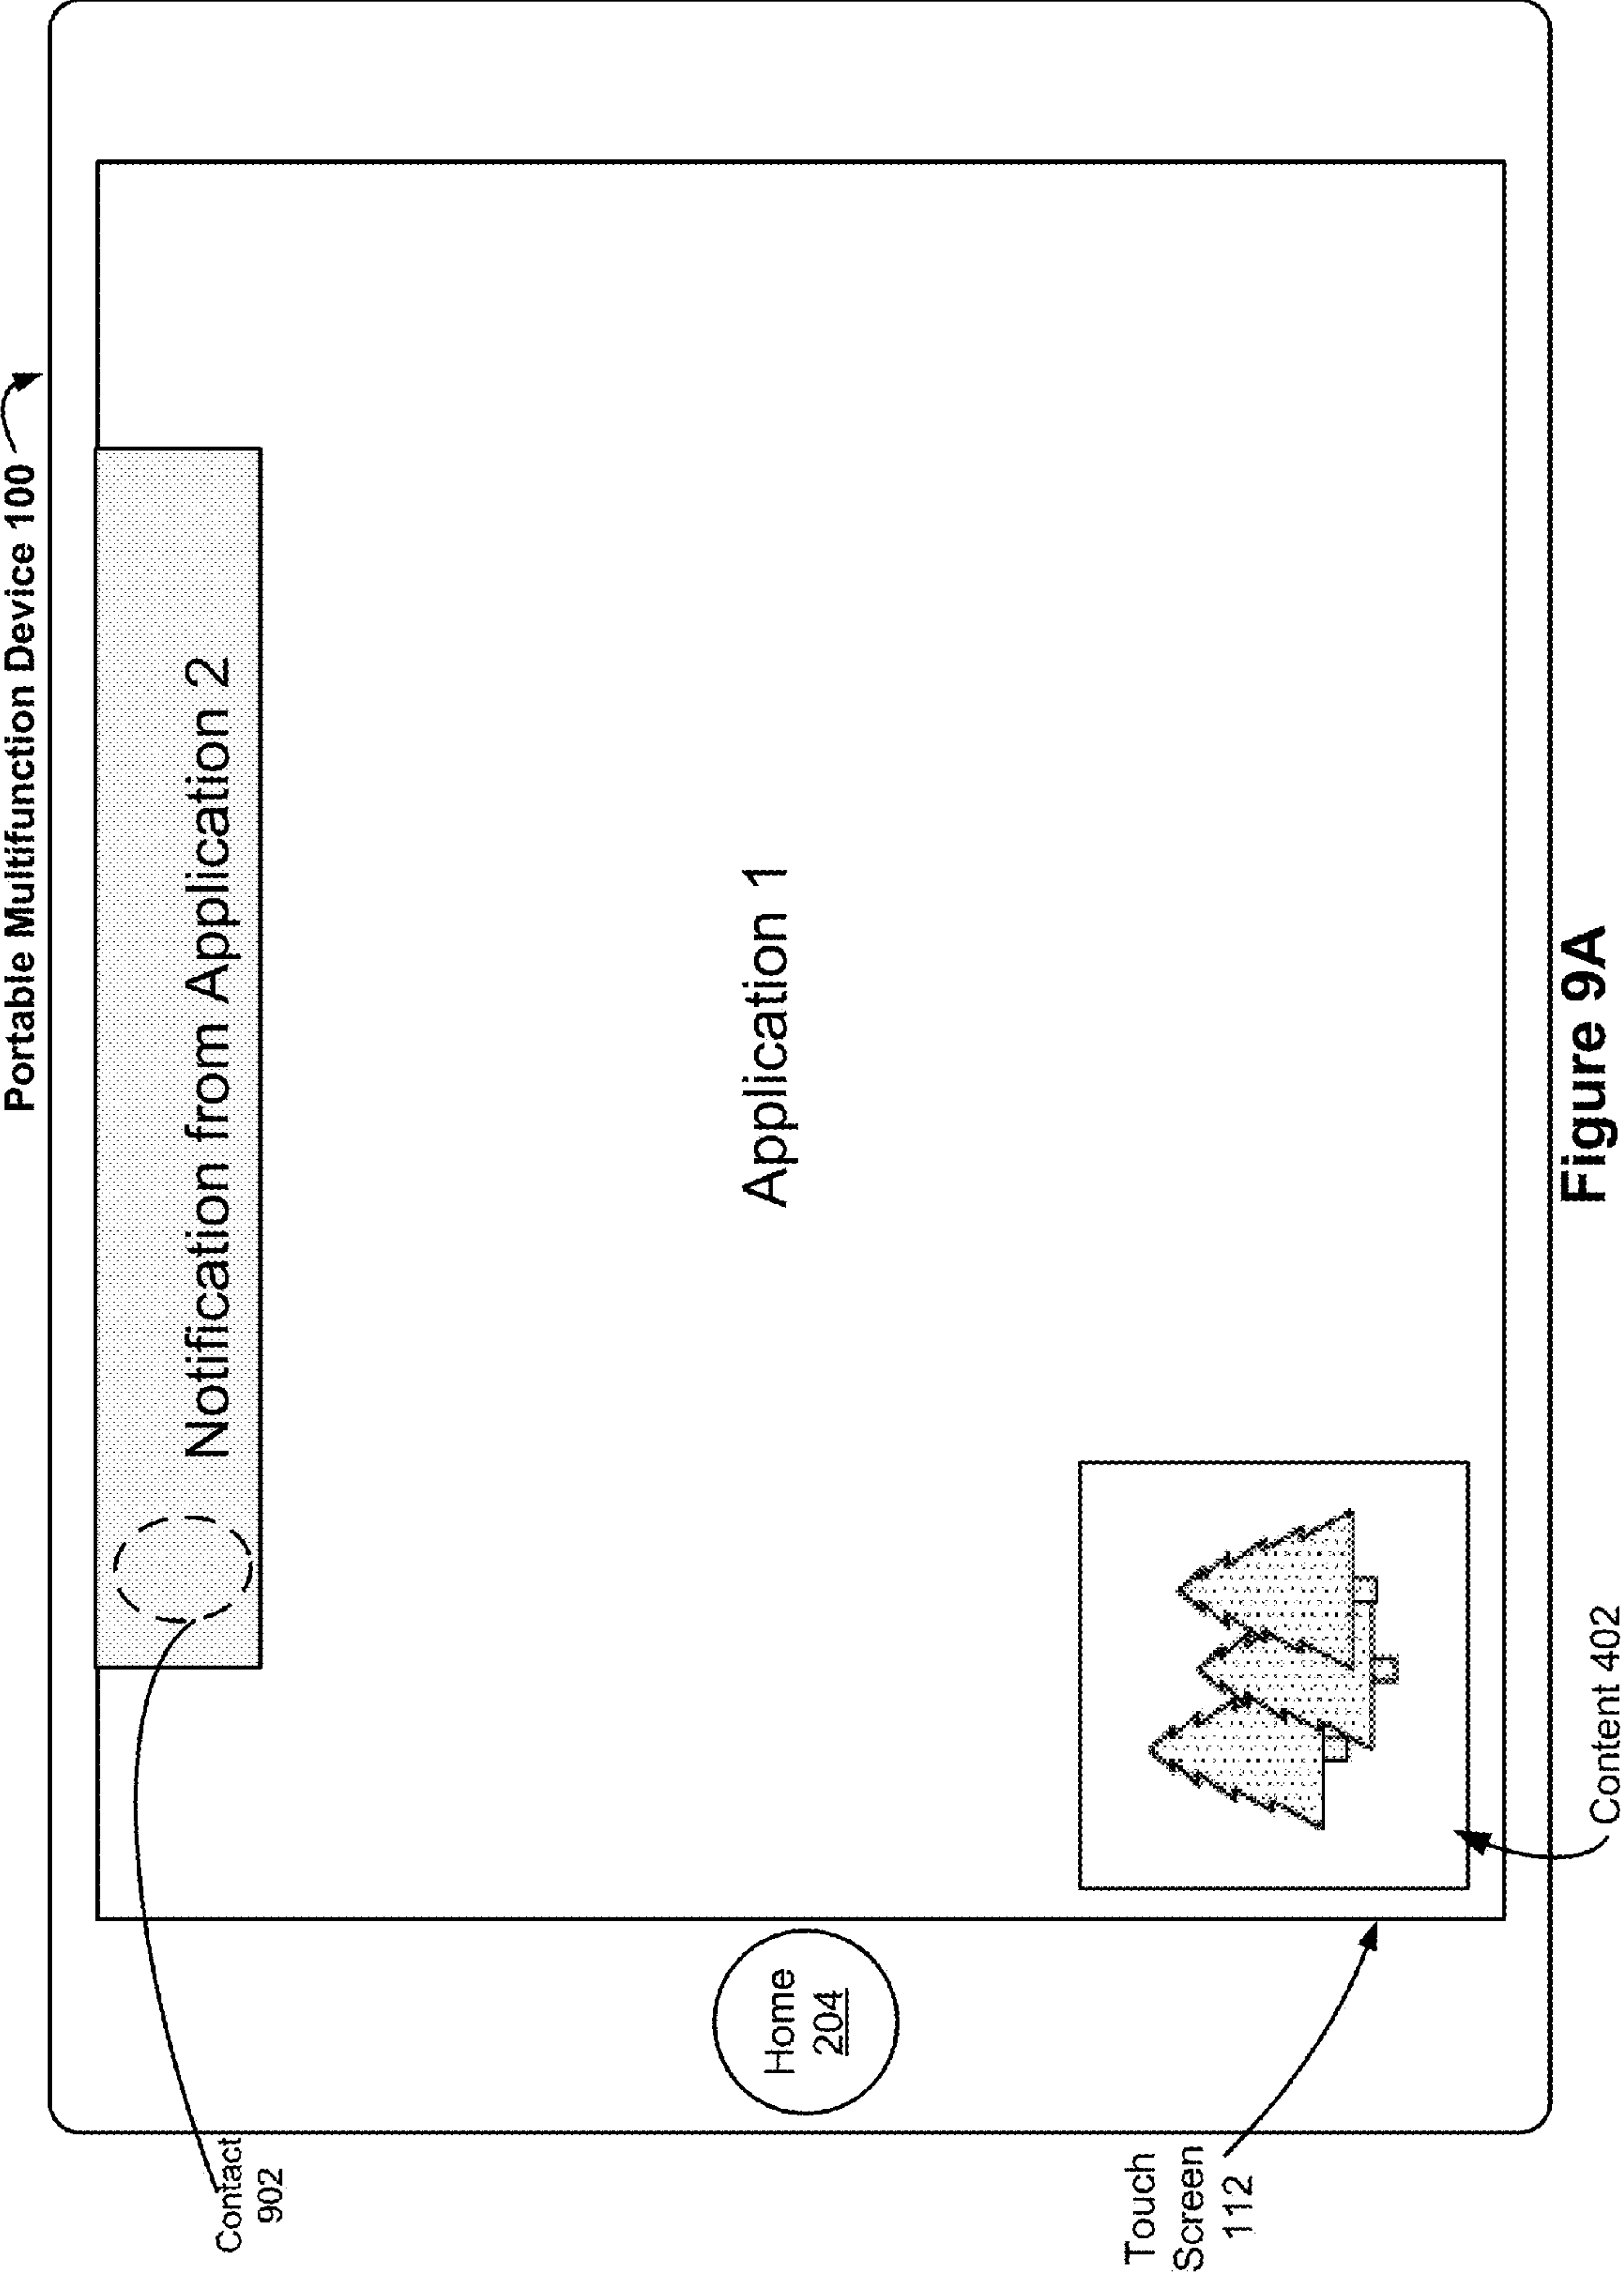 Portable Multifunction Device 100
Notification from Application 2
Contact
902
Application 1
Home
204
Touch
Screen
112
Content 402
Figure 9A